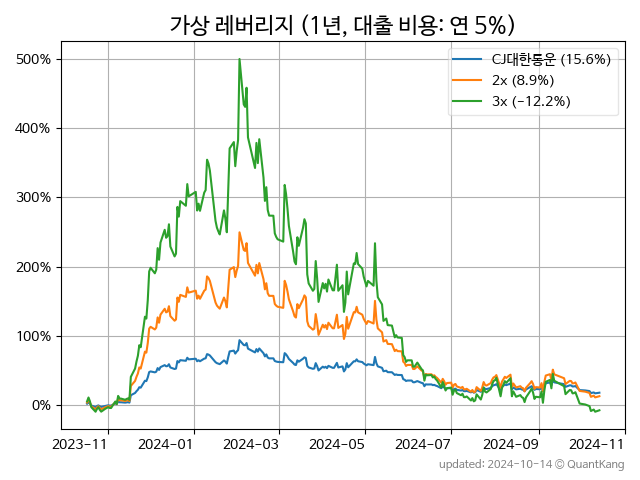 가상 레버리지 (1년, 대출 비용: 연 5%)
CJ대한통운 (15.6%)
2x (8.9%)
3x (-12.2%)
500%
400%
300%
200%
100%
0%
2023-11 2024-01 2024-03 2024-05 2024-07 2024-09 2024-11
updated: 2024-10-14 © QuantKang